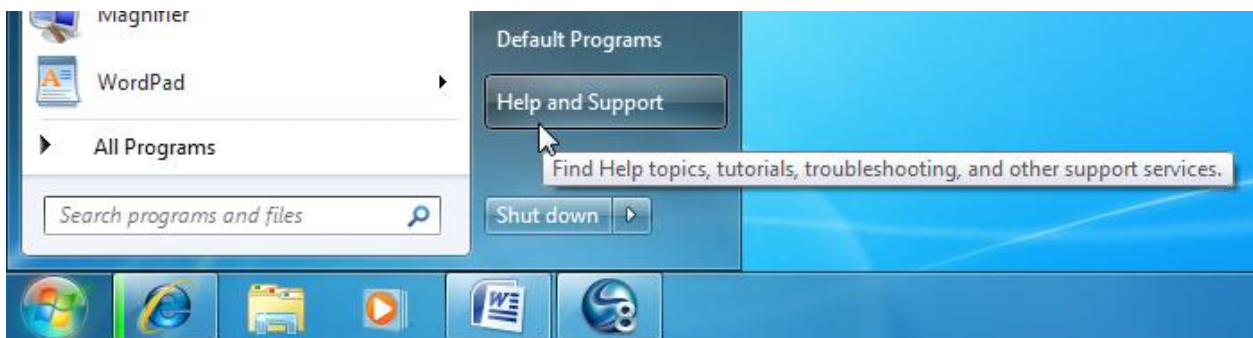 Magnifier
WordPad
All Programs
Search programs and files
Default Programs
Help and Support
Find Help topics, tutorials, troubleshooting, and other support services.
Shut down